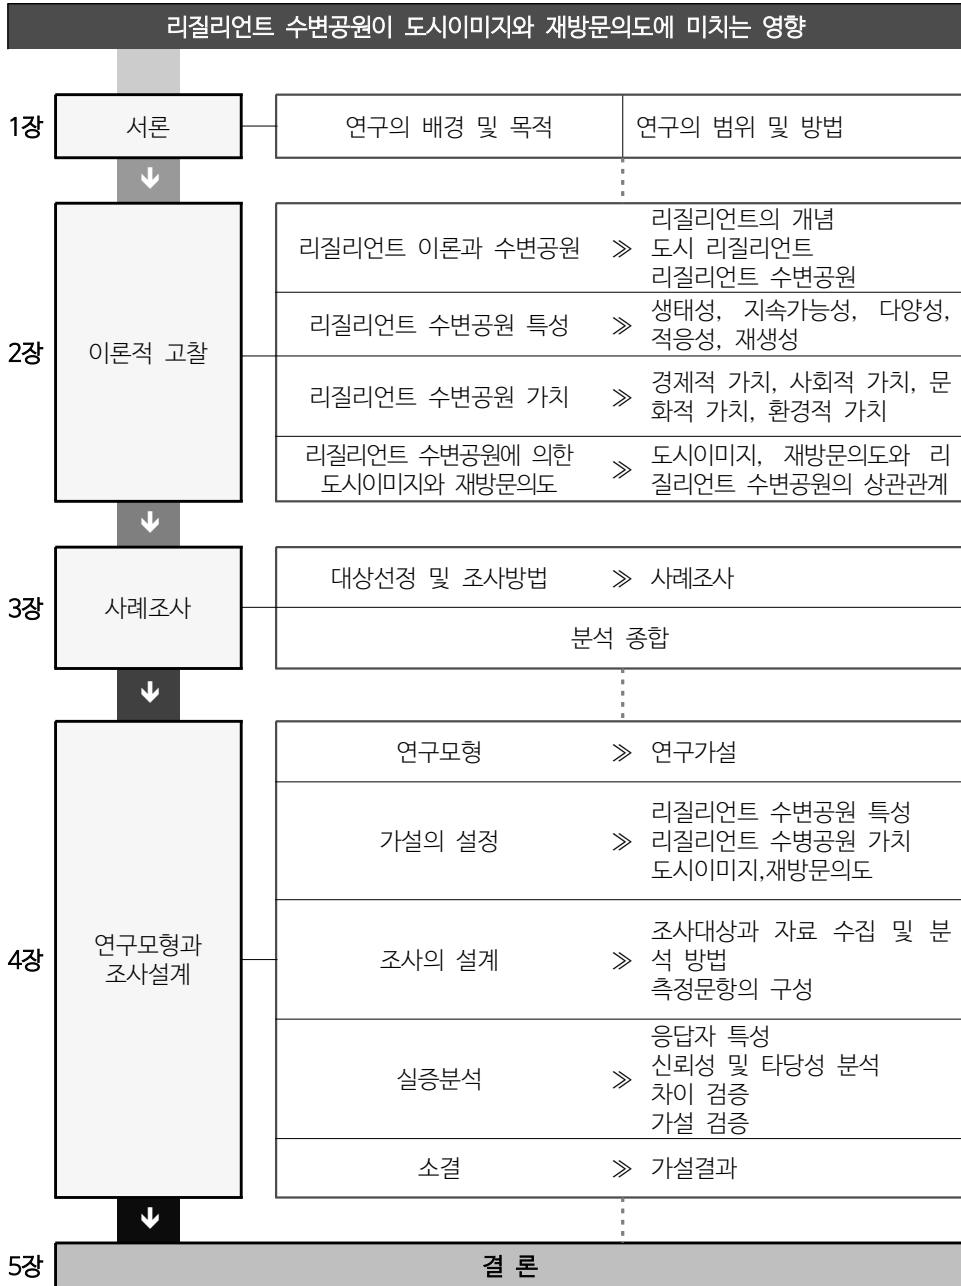 리질리언트 수변공원이 도시이미지와 재방문의도에 미치는 영향
1장
서론
연구의 배경 및 목적
연구의 범위 및 방법
2장
이론적 고찰
리질리언트 이론과 수변공원
≫
리질리언트의 개념
도시 리질리언트
리질리언트 수변공원
리질리언트 수변공원 특성
≫
생태성, 지속가능성, 다양성,
적응성, 재생성
리질리언트 수변공원 가치
≫
경제적 가치, 사회적 가치, 문
화적 가치, 환경적 가치
리질리언트 수변공원에 의한
도시이미지와 재방문의도
≫
도시이미지, 재방문의도와 리
질리언트 수변공원의 상관관계
3장
사례조사
대상선정 및 조사방법
≫
사례조사
분석 종합
4장
연구모형과
조사설계
연구모형
≫
연구가설
가설의 설정
≫
리질리언트 수변공원 특성
리질리언트 수병공원 가치
도시이미지,재방문의도
조사의 설계
≫
조사대상과 자료 수집 및 분
석 방법
측정문항의 구성
실증분석
≫
응답자 특성
신뢰성 및 타당성 분석
차이 검증
가설 검증
소결
≫
가설결과
5장
결 론